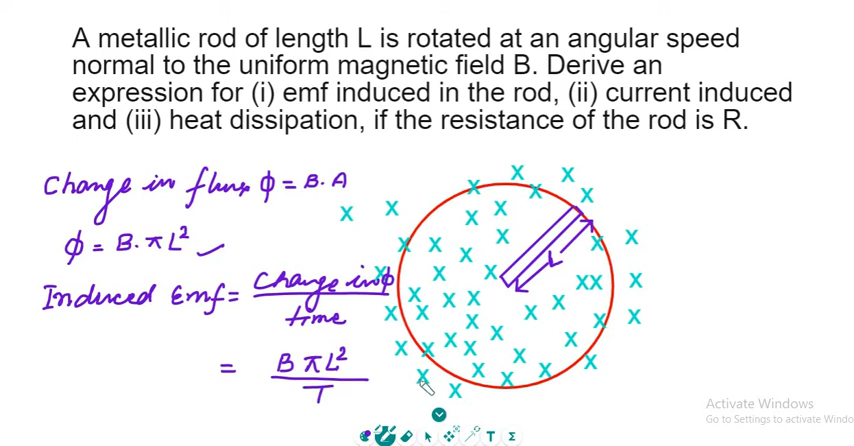 A metallic rod of length L is rotated at an angular speed
normal to the uniform magnetic field B. Derive an
expression for (i) emf induced in the rod, (ii) current induced
and (iii) heat dissipation, if the resistance of the rod is R.
Change in flux ϕ = B. A
ϕ = B. π L²
Induced Emf = Change in ϕ / time
= B π L² / T
L
Activate Windows
Go to Settings to activate Windo